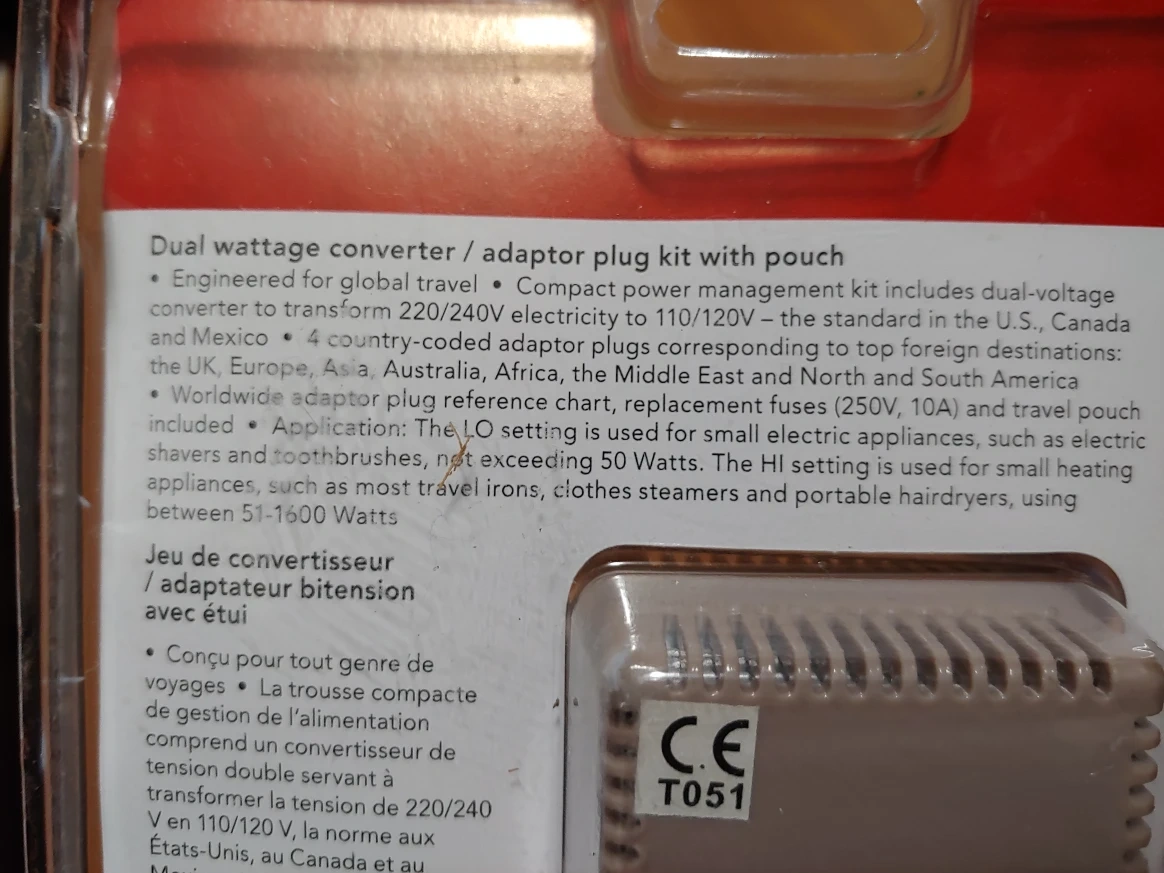 Dual wattage converter / adaptor plug kit with pouch
• Engineered for global travel • Compact power management kit includes dual-voltage
converter to transform 220/240V electricity to 110/120V – the standard in the U.S., Canada
and Mexico • 4 country-coded adaptor plugs corresponding to top foreign destinations:
the UK, Europe, Asia, Australia, Africa, the Middle East and North and South America
• Worldwide adaptor plug reference chart, replacement fuses (250V, 10A) and travel pouch
included • Application: The LO setting is used for small electric appliances, such as electric
shavers and toothbrushes, not exceeding 50 Watts. The HI setting is used for small heating
appliances, such as most travel irons, clothes steamers and portable hairdryers, using
between 51-1600 Watts
Jeu de convertisseur
/ adaptateur bitension
avec étui
• Conçu pour tout genre de
voyages • La trousse compacte
de gestion de l'alimentation
comprend un convertisseur de
tension double servant à
transformer la tension de 220/240
V en 110/120 V, la norme aux
États-Unis, au Canada et au
CE
T051